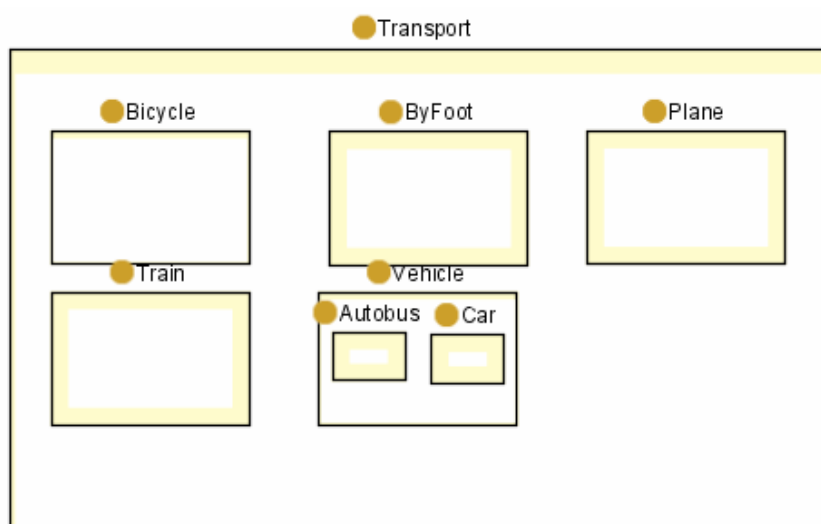 Transport
Bicycle
ByFoot
Plane
Train
Vehicle
Autobus
Car